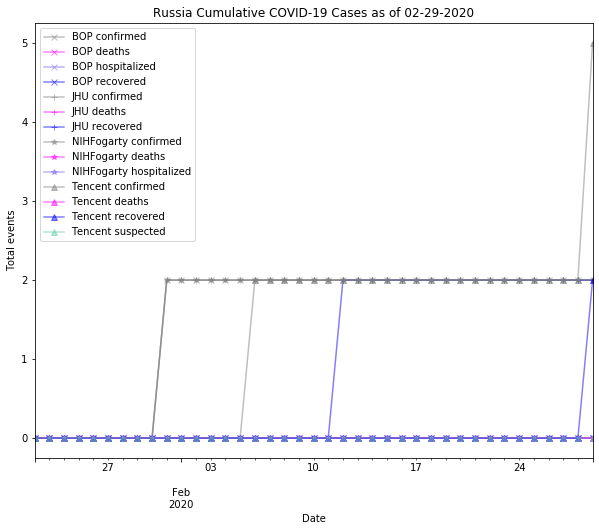 Russia Cumulative COVID-19 Cases as of 02-29-2020
BOP confirmed
BOP deaths
BOP hospitalized
BOP recovered
JHU confirmed
JHU deaths
JHU recovered
NIHFogarty confirmed
NIHFogarty deaths
NIHFogarty hospitalized
Tencent confirmed
Tencent deaths
Tencent recovered
Tencent suspected
Total events
5
4
3
2
1
0
27 03 10 17 24
Feb
2020
Date